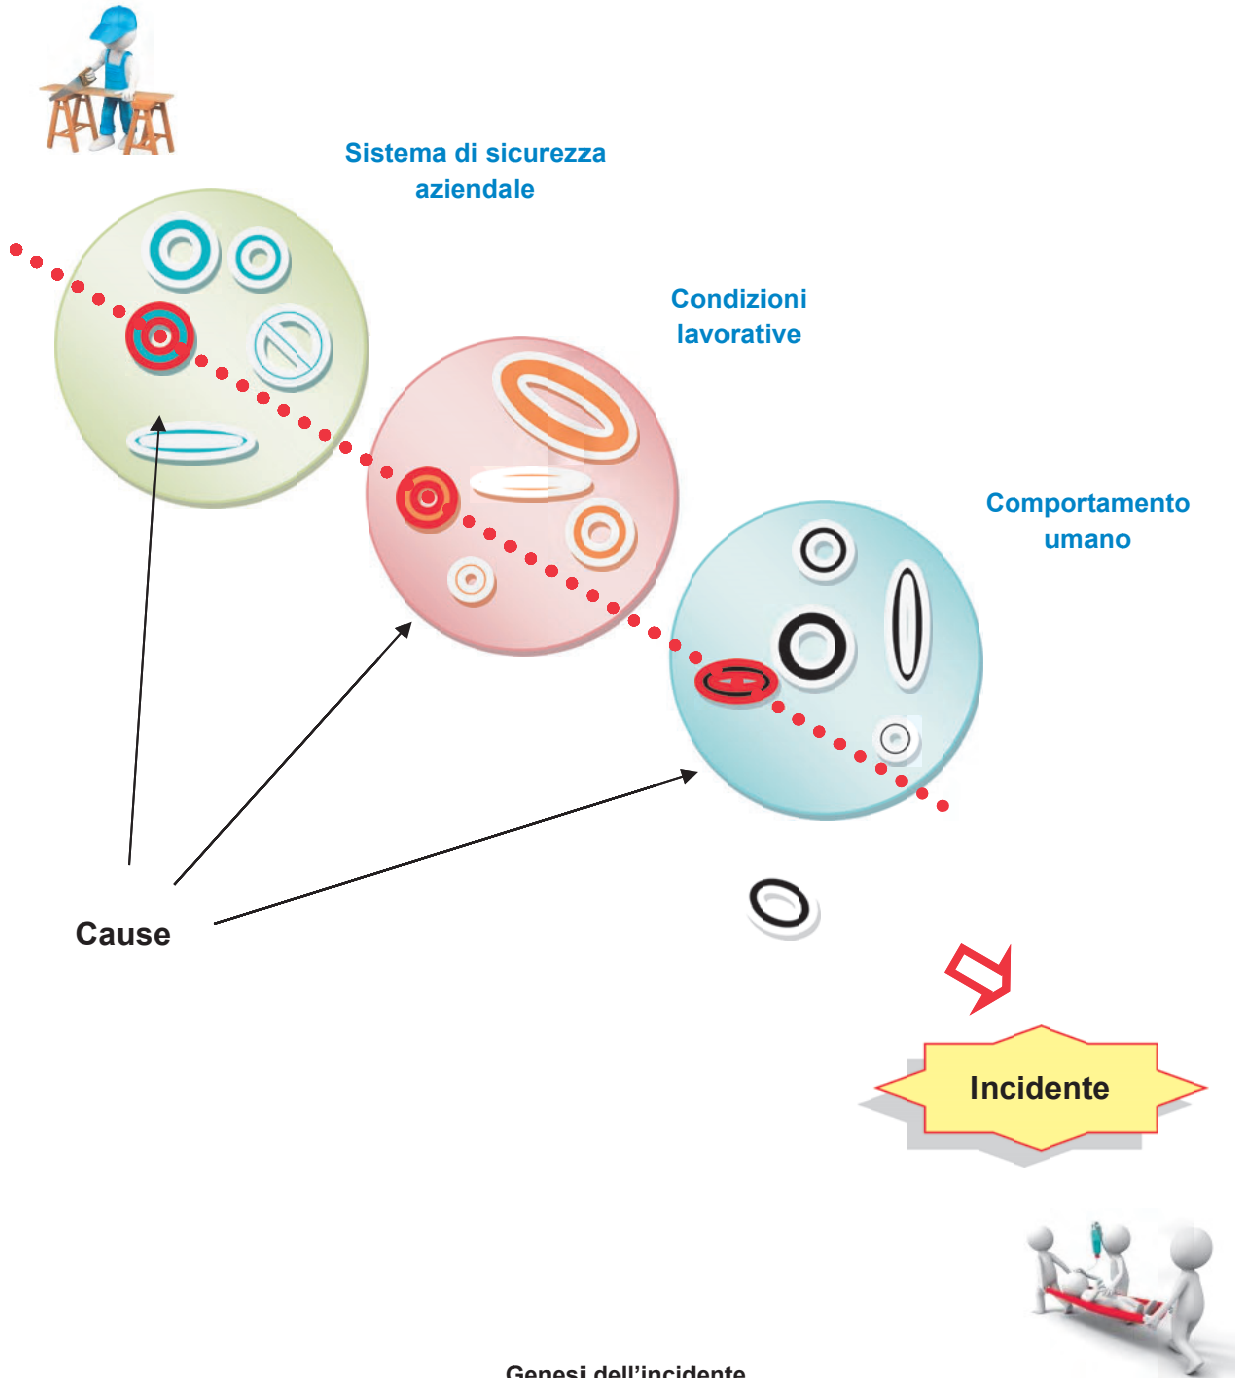 Sistema di sicurezza
aziendale
Condizioni
lavorative
Comportamento
umano
Cause
Incidente
Genesi dell'incidente